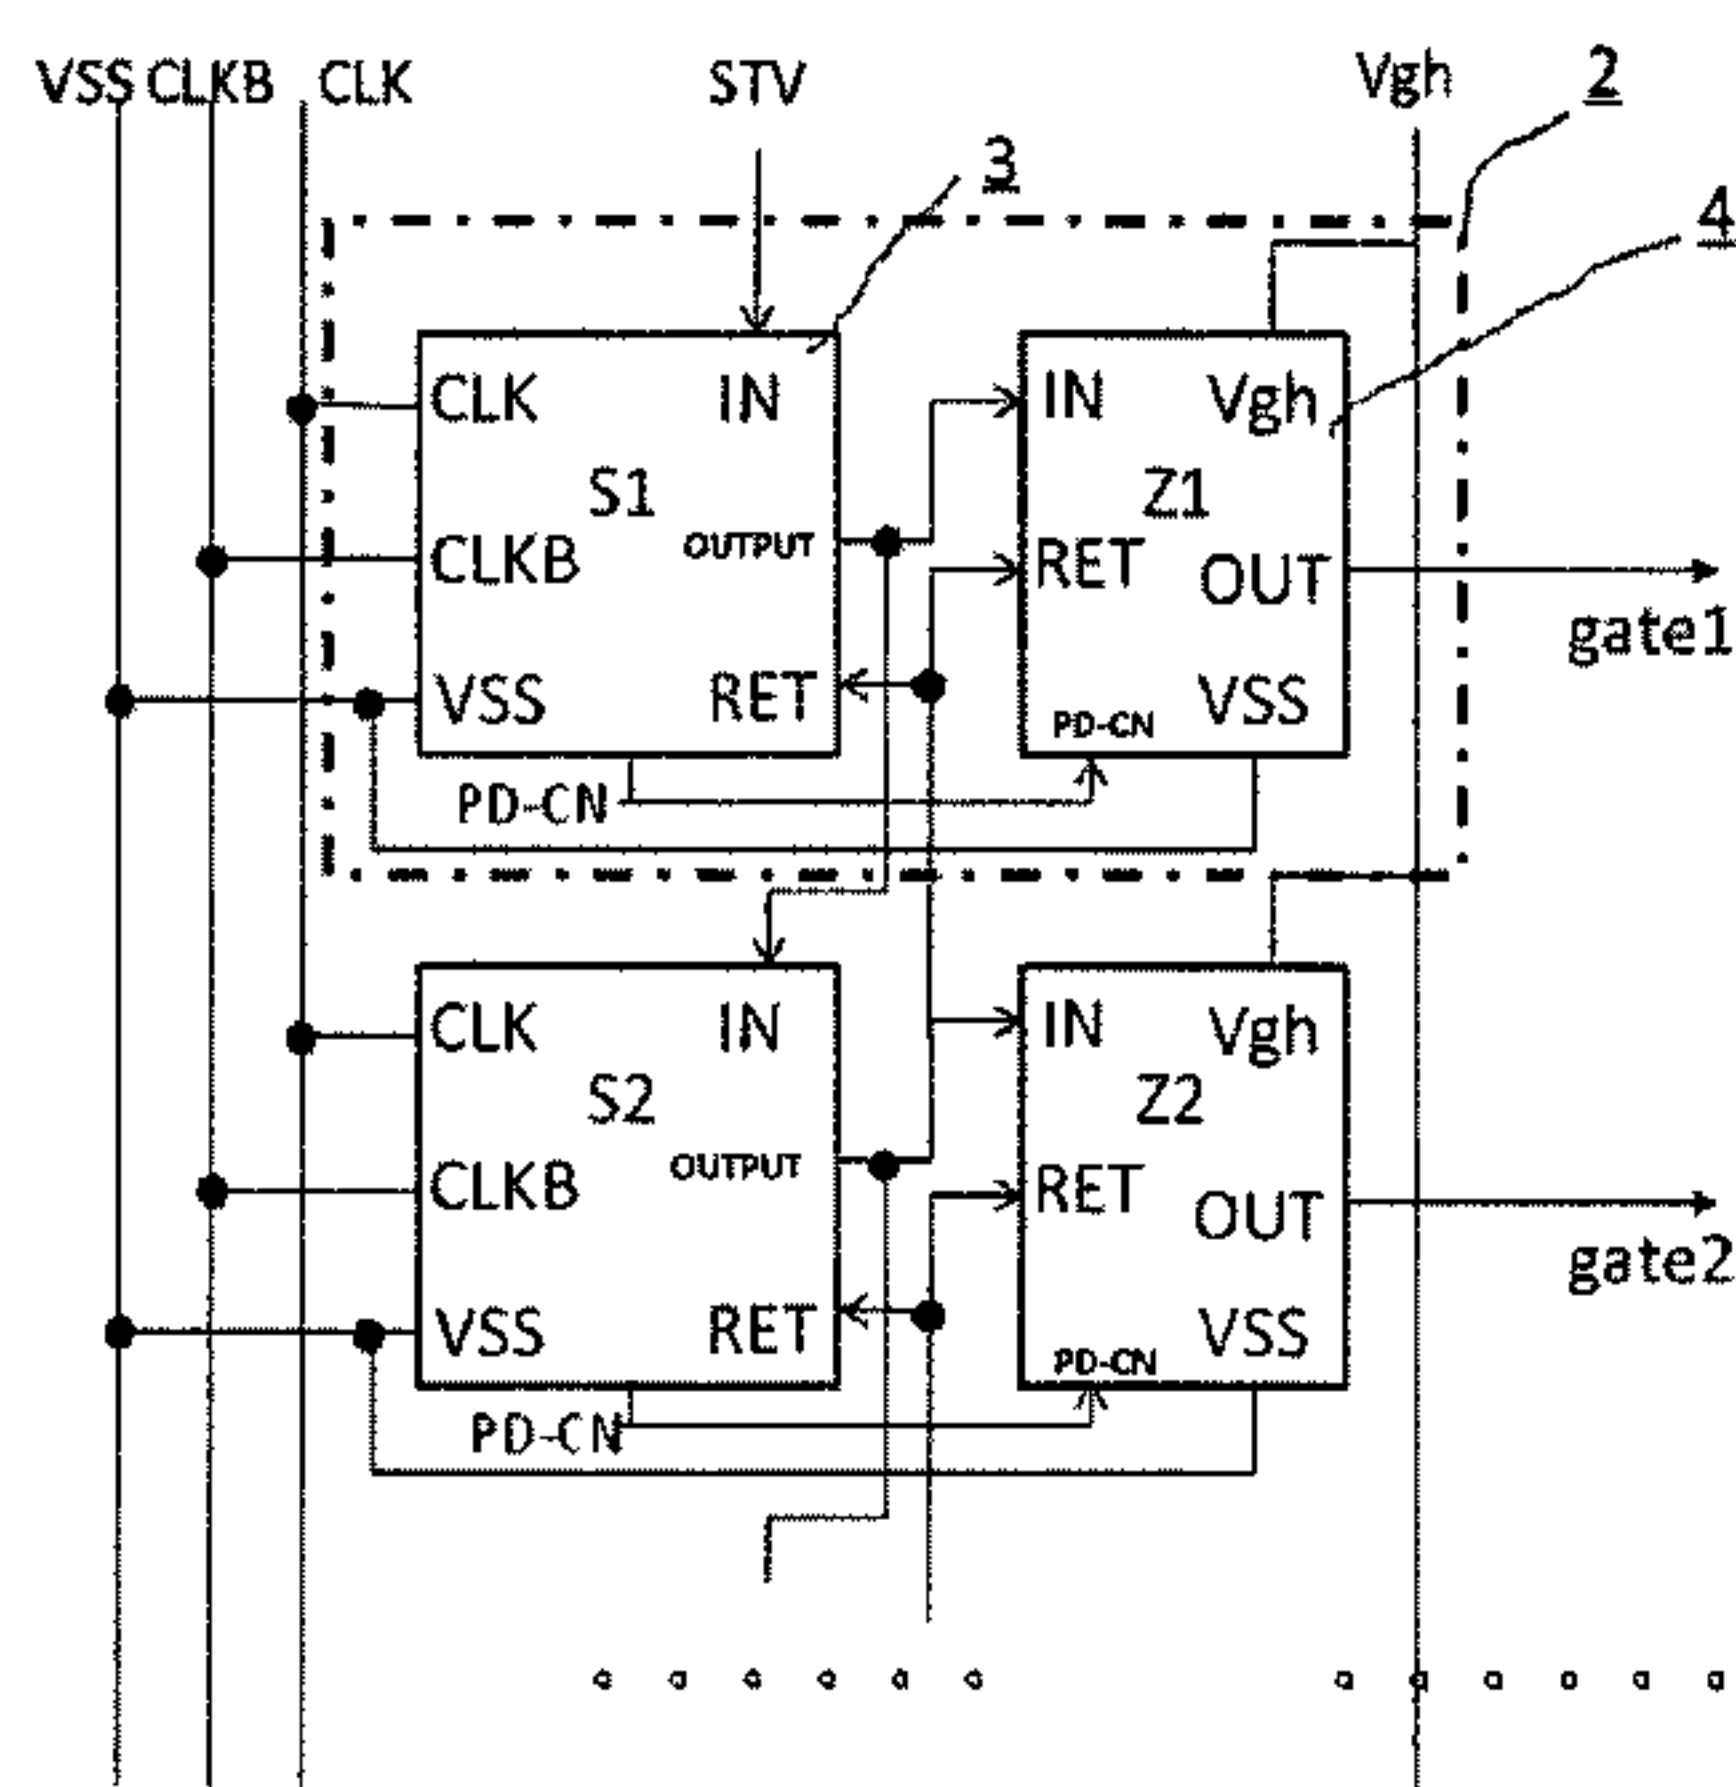 VSS CLKB CLK STV Vgh 2
3
4
CLK IN IN Vgh
S1 Z1
CLKB OUTPUT RET OUT
gate1
VSS RET PD-CN VSS
PD-CN
CLK IN IN Vgh
S2 Z2
CLKB OUTPUT RET OUT
gate2
VSS RET PD-CN VSS
PD-CN